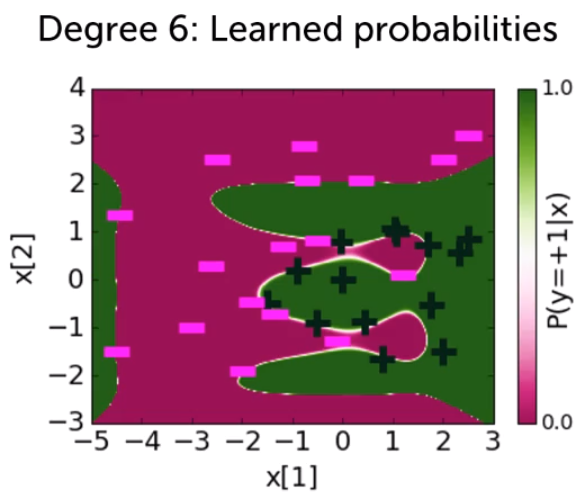 Degree 6: Learned probabilities
4
3
2
1
0
−1
−2
−3
x[2]
−5 −4 −3 −2 −1 0 1 2 3
x[1]
1.0
0.0
P(y=+1|x)